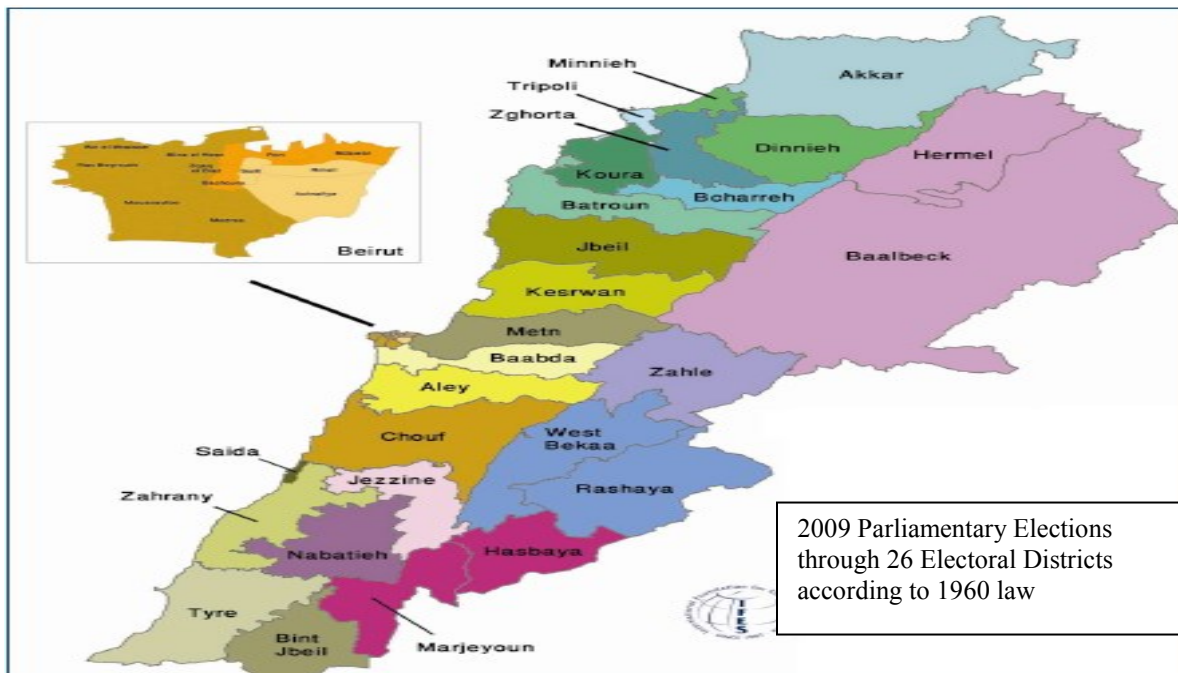 Minnieh
Akkar
Tripoli
Zghorta
Dinnieh
Hermel
Koura
Bcharreh
Batroun
Jbeil
Baalbeck
Beirut
Kesrwan
Metn
Baabda
Zahle
Aley
Chouf
West
Bekaa
Saida
Jezzine
Zahrany
Rashaya
Nabatieh
Hasbaya
Tyre
Bint
Jbeil
Marjeyoun
2009 Parliamentary Elections
through 26 Electoral Districts
according to 1960 law
IFES